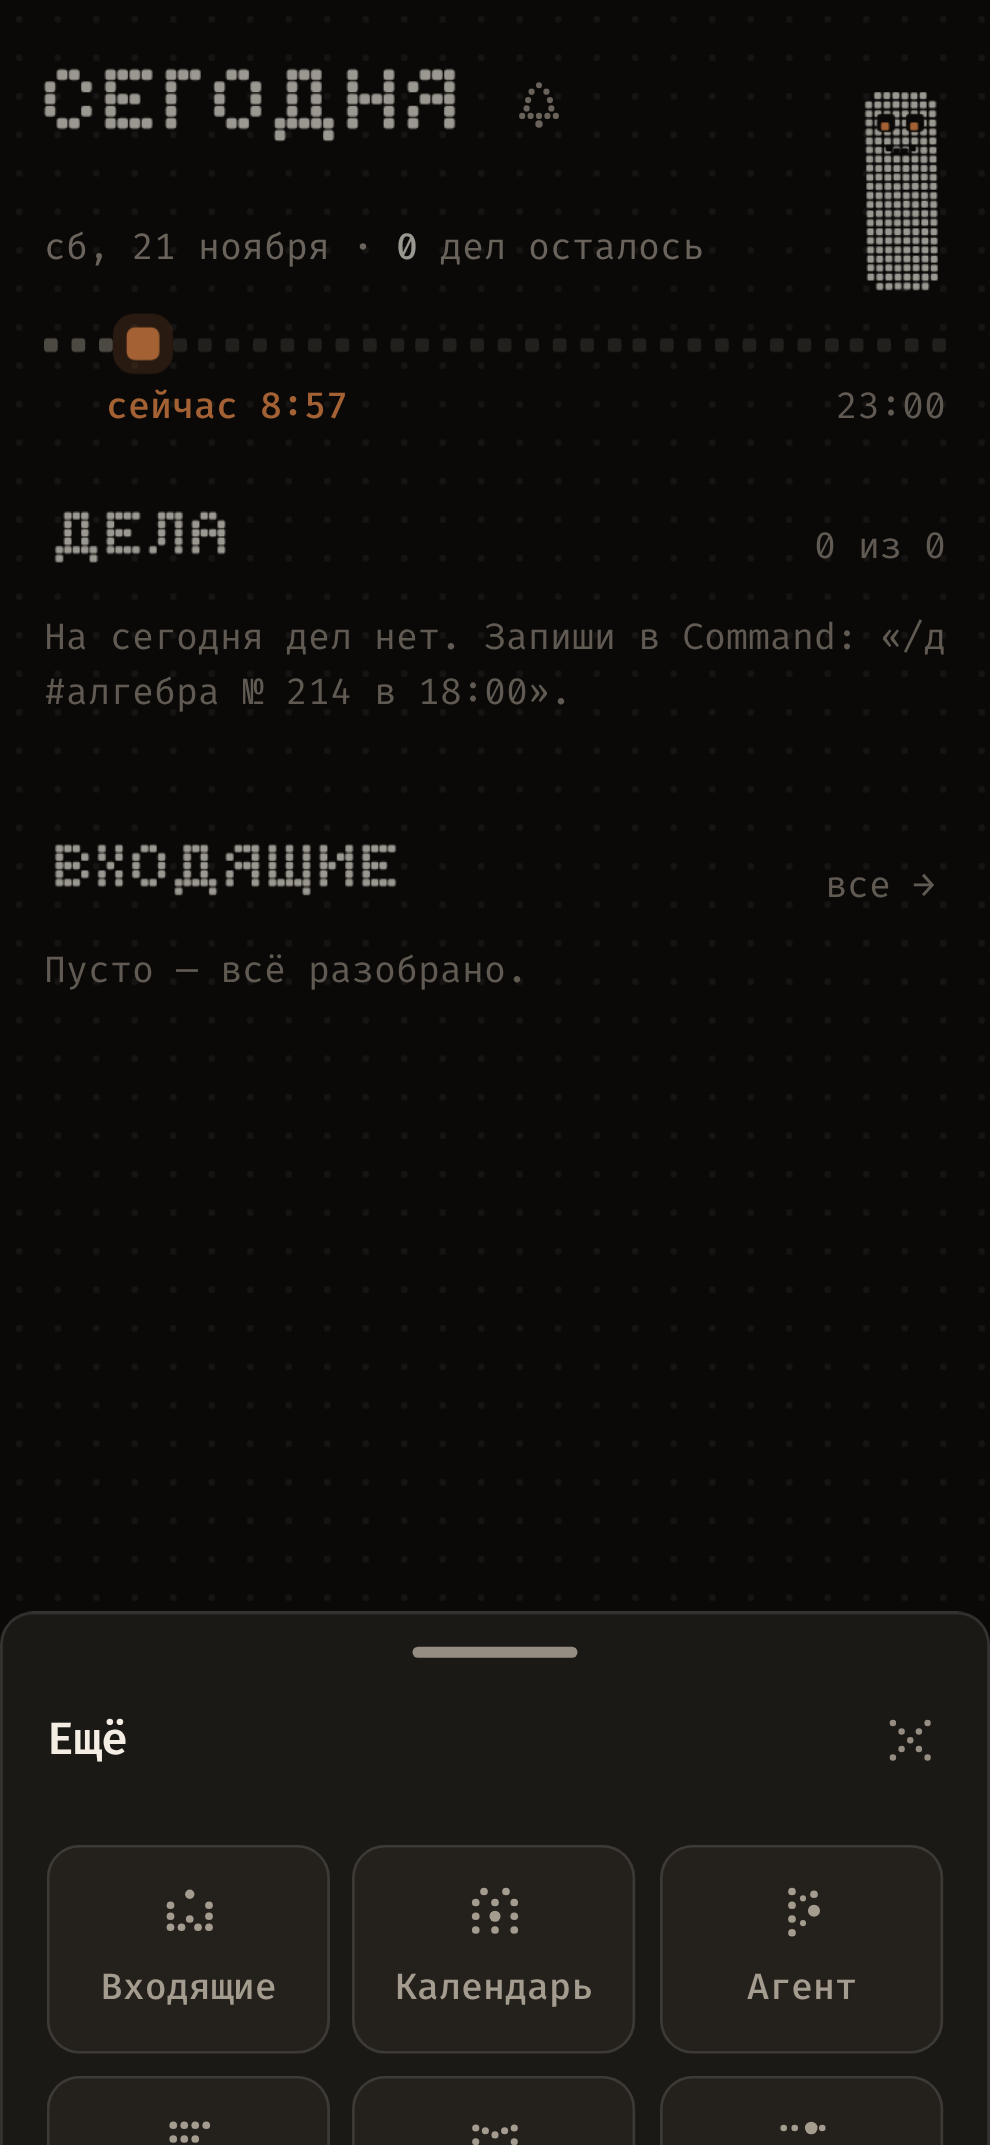 СЕГОДНЯ
сб, 21 ноября · 0 дел осталось
сейчас 8:57
23:00
ДЕЛА
0 из 0
На сегодня дел нет. Запиши в Command: «/д
#алгебра № 214 в 18:00».
ВХОДЯЩИЕ
все →
Пусто — всё разобрано.
Ещё
Входящие
Календарь
Агент